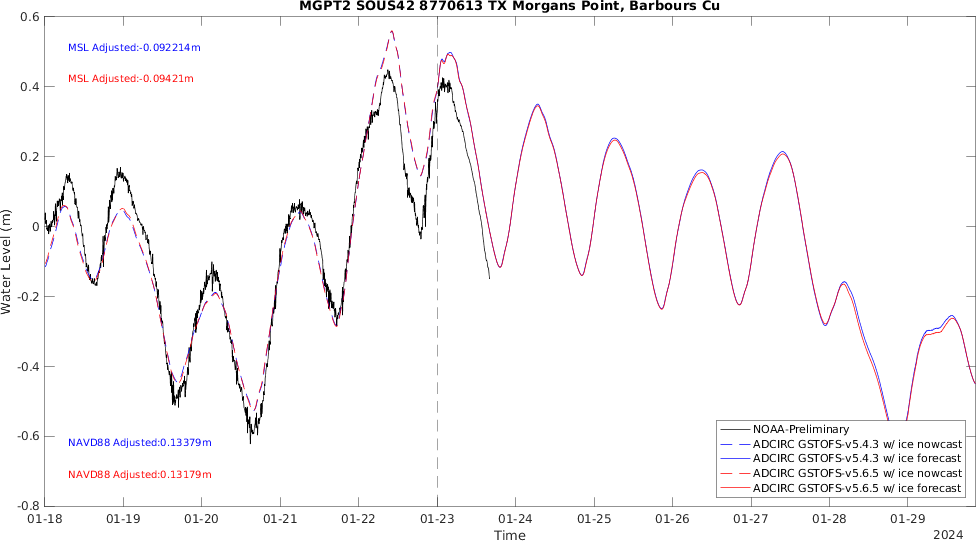 MGPT2 SOUS42 8770613 TX Morgans Point, Barbours Cu
0.6
MSL Adjusted:-0.092214m
MSL Adjusted:-0.09421m
0.4
0.2
0
-0.2
-0.4
-0.6
-0.8
Water Level (m)
NAVD88 Adjusted:0.13379m
NAVD88 Adjusted:0.13179m
NOAA-Preliminary
ADCIRC GSTOFS-v5.4.3 w/ ice nowcast
ADCIRC GSTOFS-v5.4.3 w/ ice forecast
ADCIRC GSTOFS-v5.6.5 w/ ice nowcast
ADCIRC GSTOFS-v5.6.5 w/ ice forecast
01-18 01-19 01-20 01-21 01-22 01-23 01-24 01-25 01-26 01-27 01-28 01-29
Time
2024